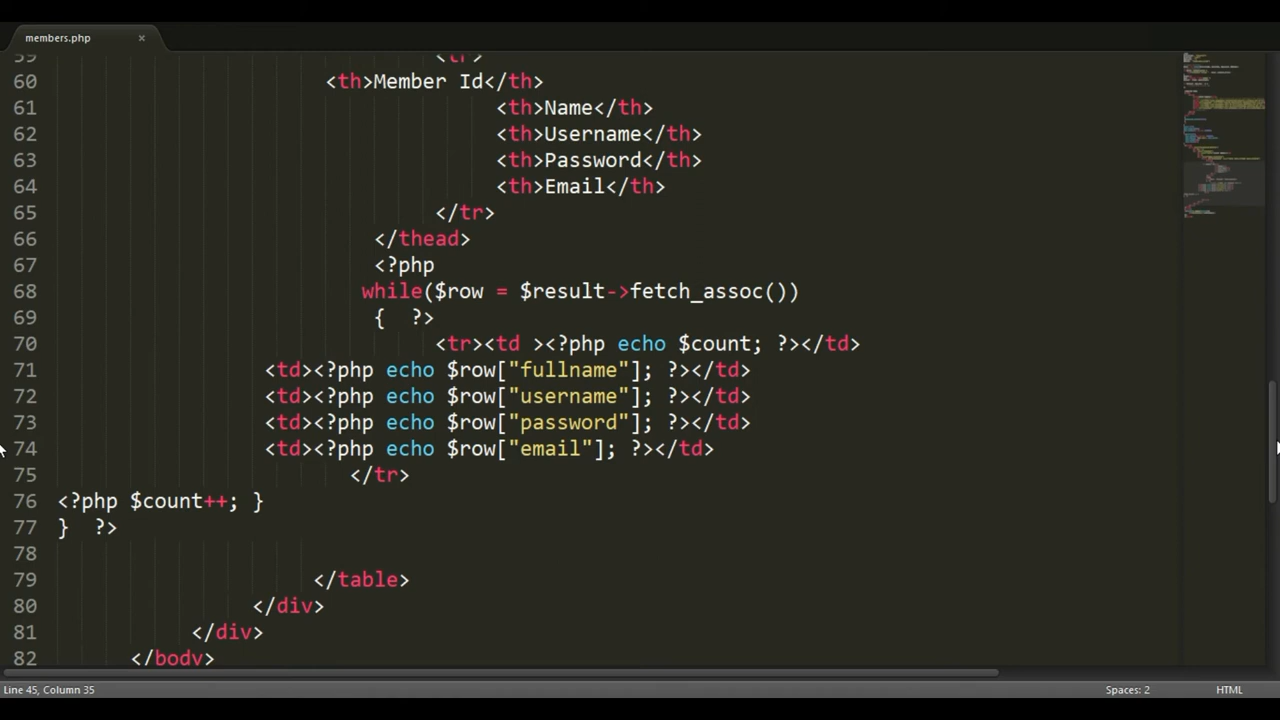 members.php ×
59 <tr>
60 <th>Member Id</th>
61 <th>Name</th>
62 <th>Username</th>
63 <th>Password</th>
64 <th>Email</th>
65 </tr>
66 </thead>
67 <?php
68 while($row = $result->fetch_assoc())
69 {  ?>
70 <tr><td ><?php echo $count; ?></td>
71 <td><?php echo $row["fullname"]; ?></td>
72 <td><?php echo $row["username"]; ?></td>
73 <td><?php echo $row["password"]; ?></td>
74 <td><?php echo $row["email"]; ?></td>
75 </tr>
76 <?php $count++; }
77 }  ?>
78
79 </table>
80 </div>
81 </div>
82 </body>
Line 45, Column 35 Spaces: 2 HTML